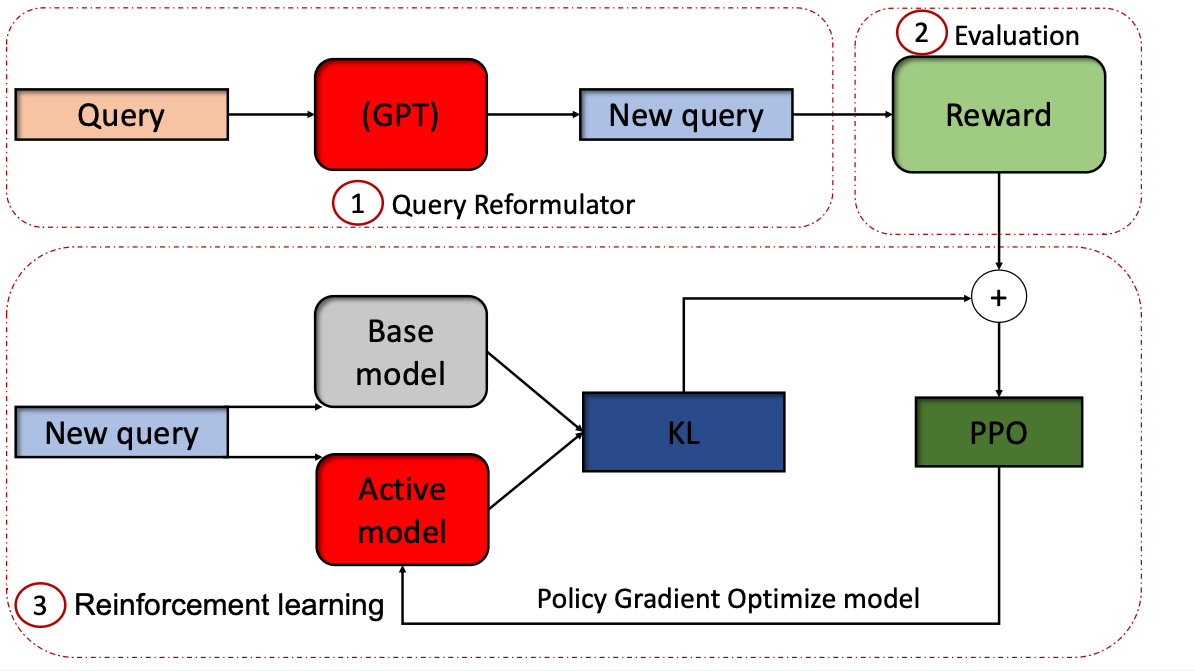 2 Evaluation
Query
(GPT)
New query
Reward
1 Query Reformulator
Base
model
+
New query
KL
PPO
Active
model
3 Reinforcement learning
Policy Gradient Optimize model